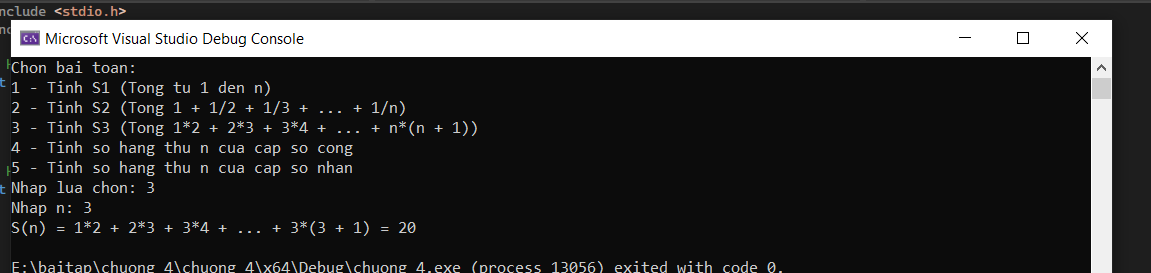 nclude <stdio.h>
Microsoft Visual Studio Debug Console
Chon bai toan:
1 - Tinh S1 (Tong tu 1 den n)
2 - Tinh S2 (Tong 1 + 1/2 + 1/3 + ... + 1/n)
3 - Tinh S3 (Tong 1*2 + 2*3 + 3*4 + ... + n*(n + 1))
4 - Tinh so hang thu n cua cap so cong
5 - Tinh so hang thu n cua cap so nhan
Nhap lua chon: 3
Nhap n: 3
S(n) = 1*2 + 2*3 + 3*4 + ... + 3*(3 + 1) = 20
E:\baitap\chuong 4\chuong 4\x64\Debug\chuong 4.exe (process 13056) exited with code 0.